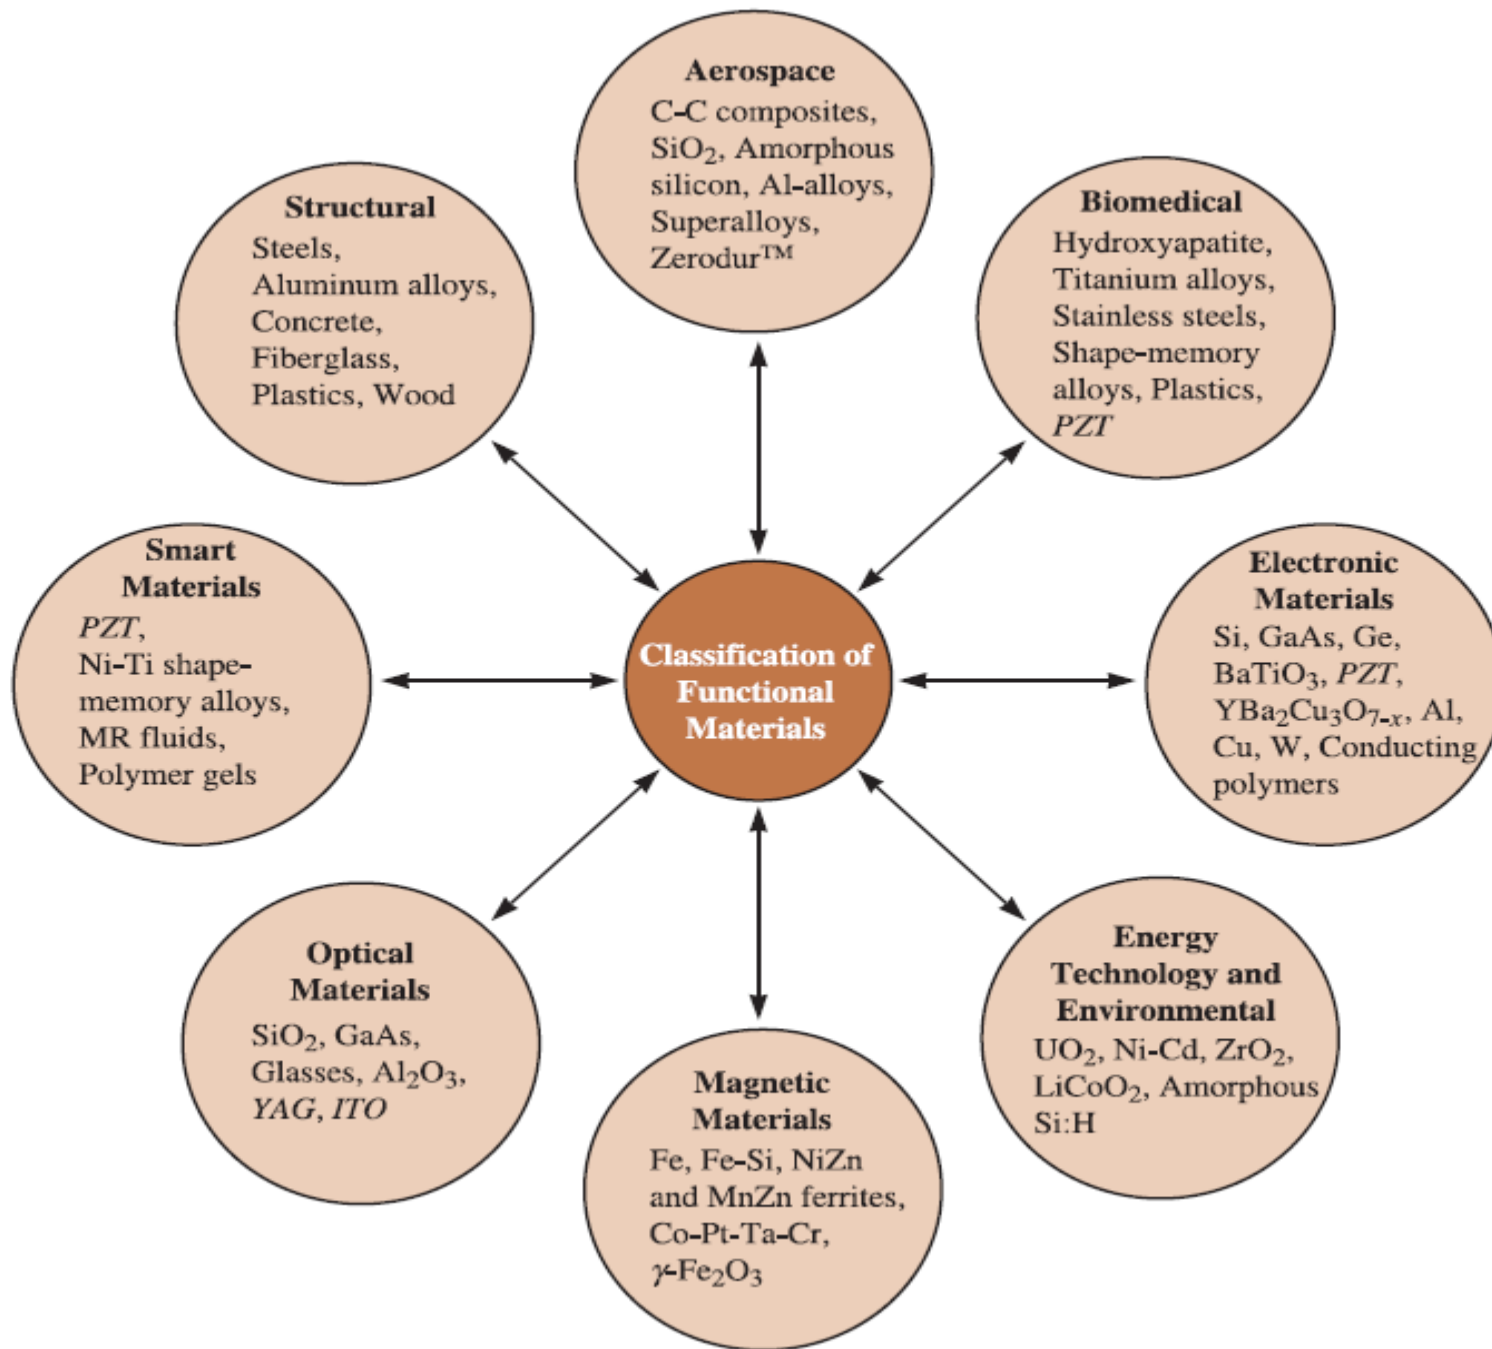 Aerospace
C-C composites,
SiO₂, Amorphous
silicon, Al-alloys,
Superalloys,
Zerodur™
Structural
Steels,
Aluminum alloys,
Concrete,
Fiberglass,
Plastics, Wood
Biomedical
Hydroxyapatite,
Titanium alloys,
Stainless steels,
Shape-memory
alloys, Plastics,
PZT
Smart
Materials
PZT,
Ni-Ti shape-
memory alloys,
MR fluids,
Polymer gels
Classification of
Functional
Materials
Electronic
Materials
Si, GaAs, Ge,
BaTiO₃, PZT,
YBa₂Cu₃O₇₋ₓ, Al,
Cu, W, Conducting
polymers
Optical
Materials
SiO₂, GaAs,
Glasses, Al₂O₃,
YAG, ITO
Magnetic
Materials
Fe, Fe-Si, NiZn
and MnZn ferrites,
Co-Pt-Ta-Cr,
γ-Fe₂O₃
Energy
Technology and
Environmental
UO₂, Ni-Cd, ZrO₂,
LiCoO₂, Amorphous
Si:H